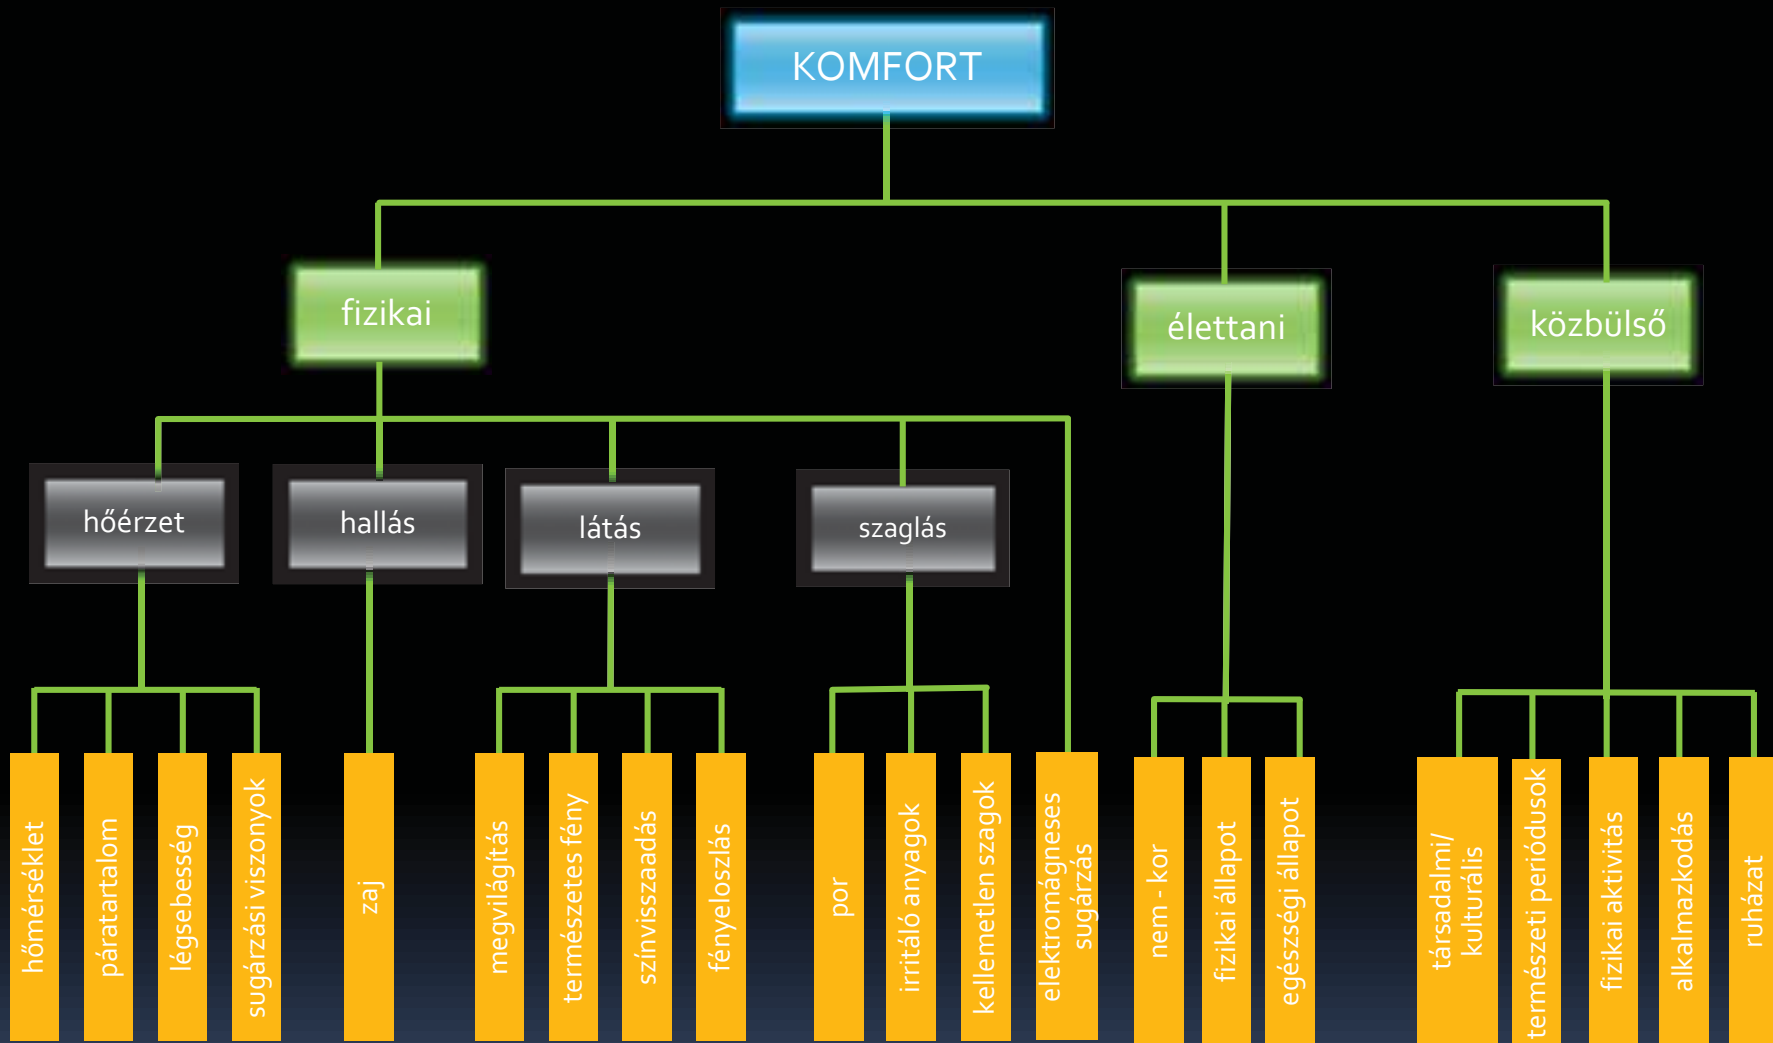 KOMFORT
fizikai
élettani
közbülső
hőérzet
hallás
látás
szaglás
hőmérséklet
páratartalom
légsebesség
sugárzási viszonyok
zaj
megvilágítás
természetes fény
színvisszaadás
fényeloszlás
por
irritáló anyagok
kellemetlen szagok
elektromágneses
sugárzás
nem - kor
fizikai állapot
egészségi állapot
társadalmi/
kulturális
természeti periódusok
fizikai aktivitás
alkalmazkodás
ruházat